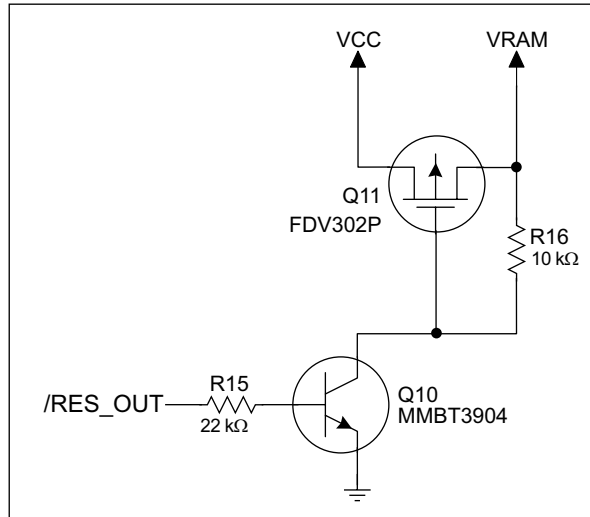 VCC
VRAM
Q11
FDV302P
R16
10 kΩ
R15
/RES_OUT
22 kΩ
Q10
MMBT3904